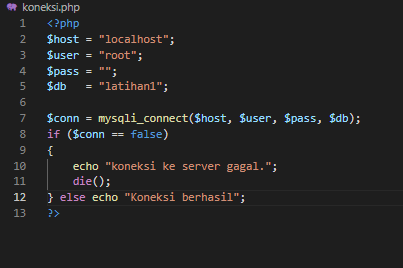 koneksi.php
1 <?php
2 $host = "localhost";
3 $user = "root";
4 $pass = "";
5 $db   = "latihan1";
6
7 $conn = mysqli_connect($host, $user, $pass, $db);
8 if ($conn == false)
9 {
10     echo "koneksi ke server gagal.";
11     die();
12 } else echo "Koneksi berhasil";
13 ?>